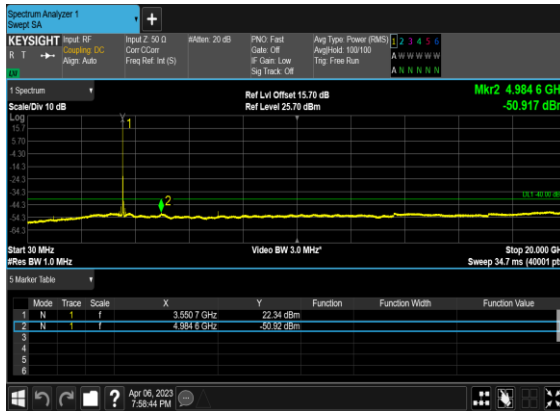 Spectrum Analyzer 1
Swept SA
KEYSIGHT
R T
Input: RF
Coupling: DC
Align: Auto
Input Z: 50 Ω
Corr CCorr
Freq Ref: Int (S)
#Atten: 20 dB
PNO: Fast
Gate: Off
IF Gain: Low
Sig Track: Off
Avg Type: Power (RMS)
Avg|Hold: 100/100
Trig: Free Run
1 2 3 4 5 6
A W W W W W
A N N N N N
1 Spectrum
Scale/Div 10 dB
Ref Lvl Offset 15.70 dB
Ref Level 25.70 dBm
Mkr2 4.984 6 GH
-50.917 dBm
Log
15.7
5.70
-4.30
-14.3
-24.3
-34.3
-44.3
-54.3
-64.3
1
2
Start 30 MHz
#Res BW 1.0 MHz
Video BW 3.0 MHz*
Stop 20.000 GH
Sweep 34.7 ms (40001 pt
5 Marker Table
Mode Trace Scale X Y Function Function Width Function Value
1 N 1 f 3.550 7 GHz 22.34 dBm
2 N 1 f 4.984 6 GHz -50.92 dBm
3
4
5
6
?
Apr 06, 2023
7:58:44 PM